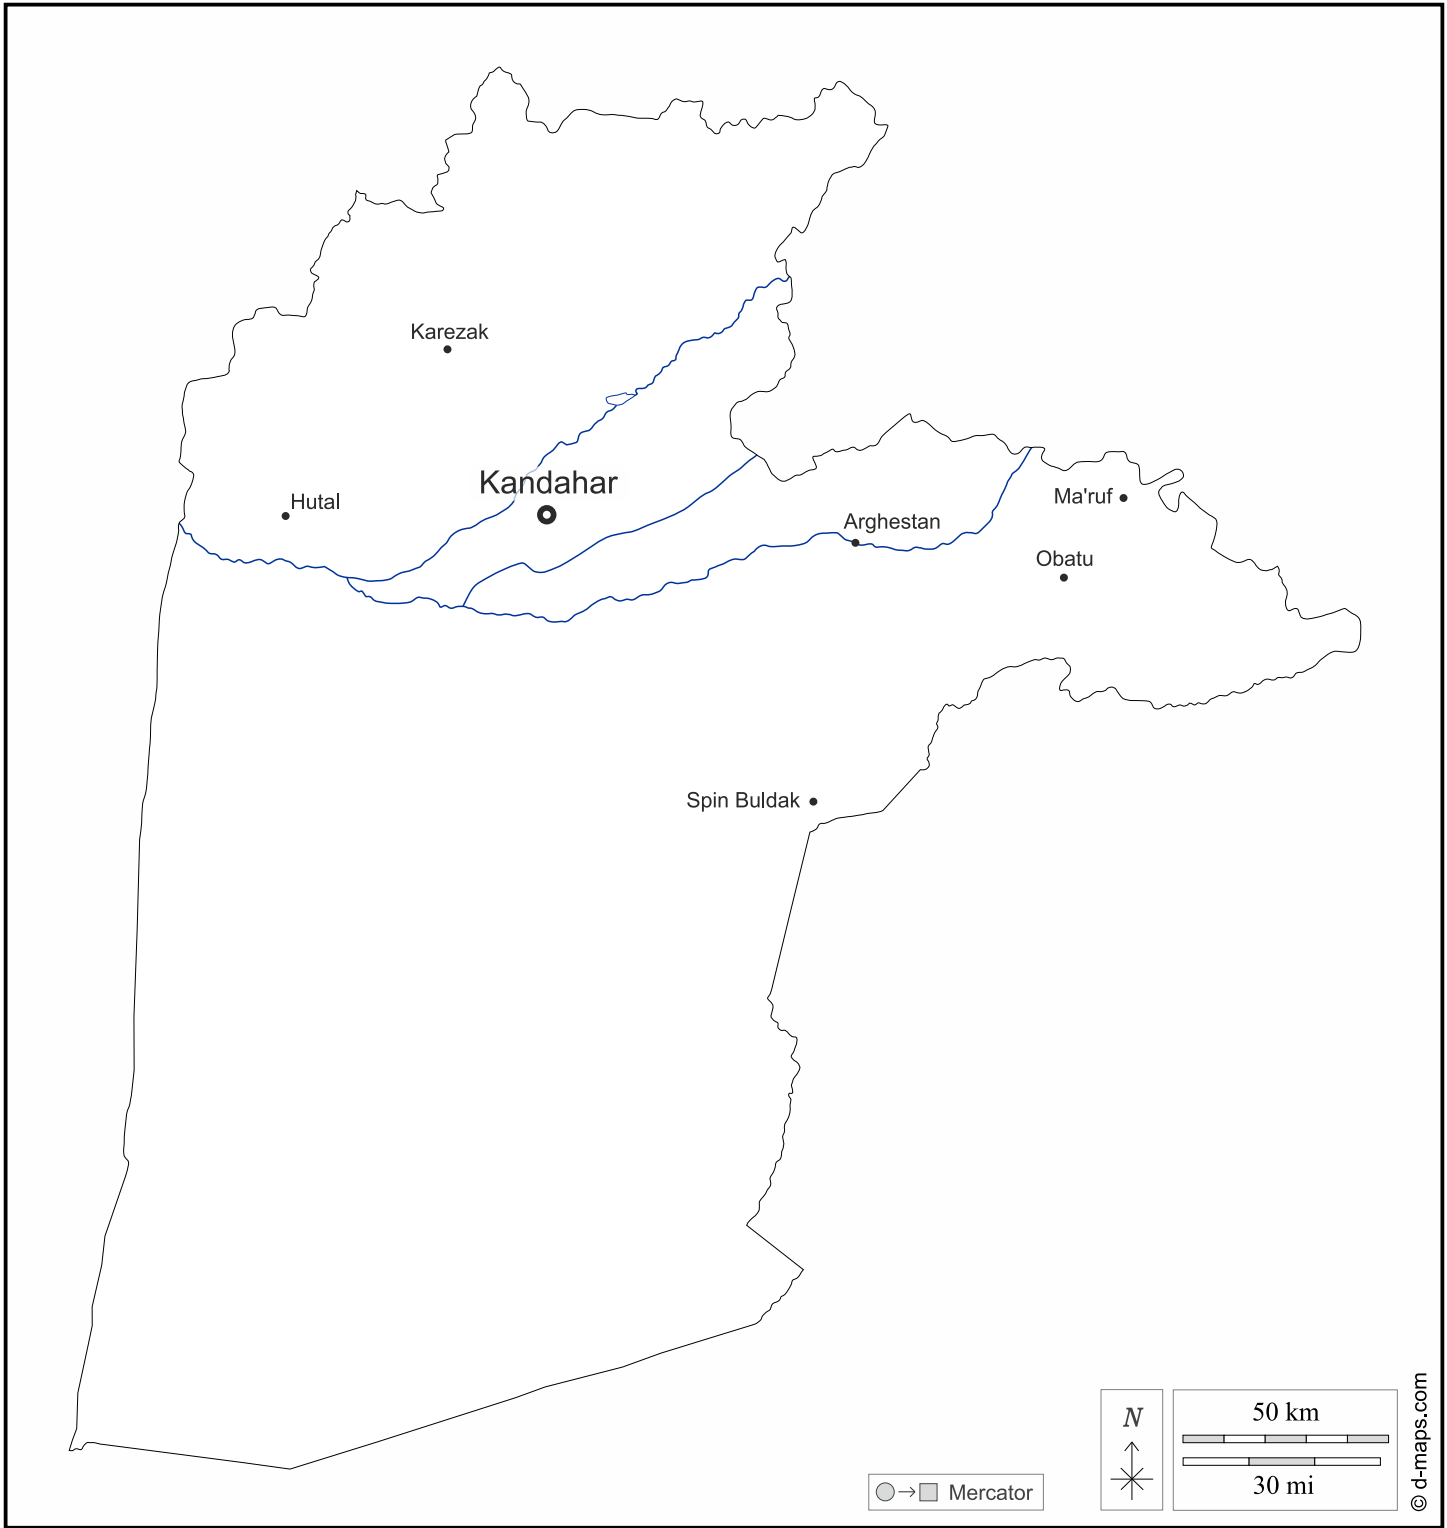 Karezak
Kandahar
Hutal
Ma'ruf
Arghestan
Obatu
Spin Buldak
N
50 km
30 mi
Mercator
© d-maps.com